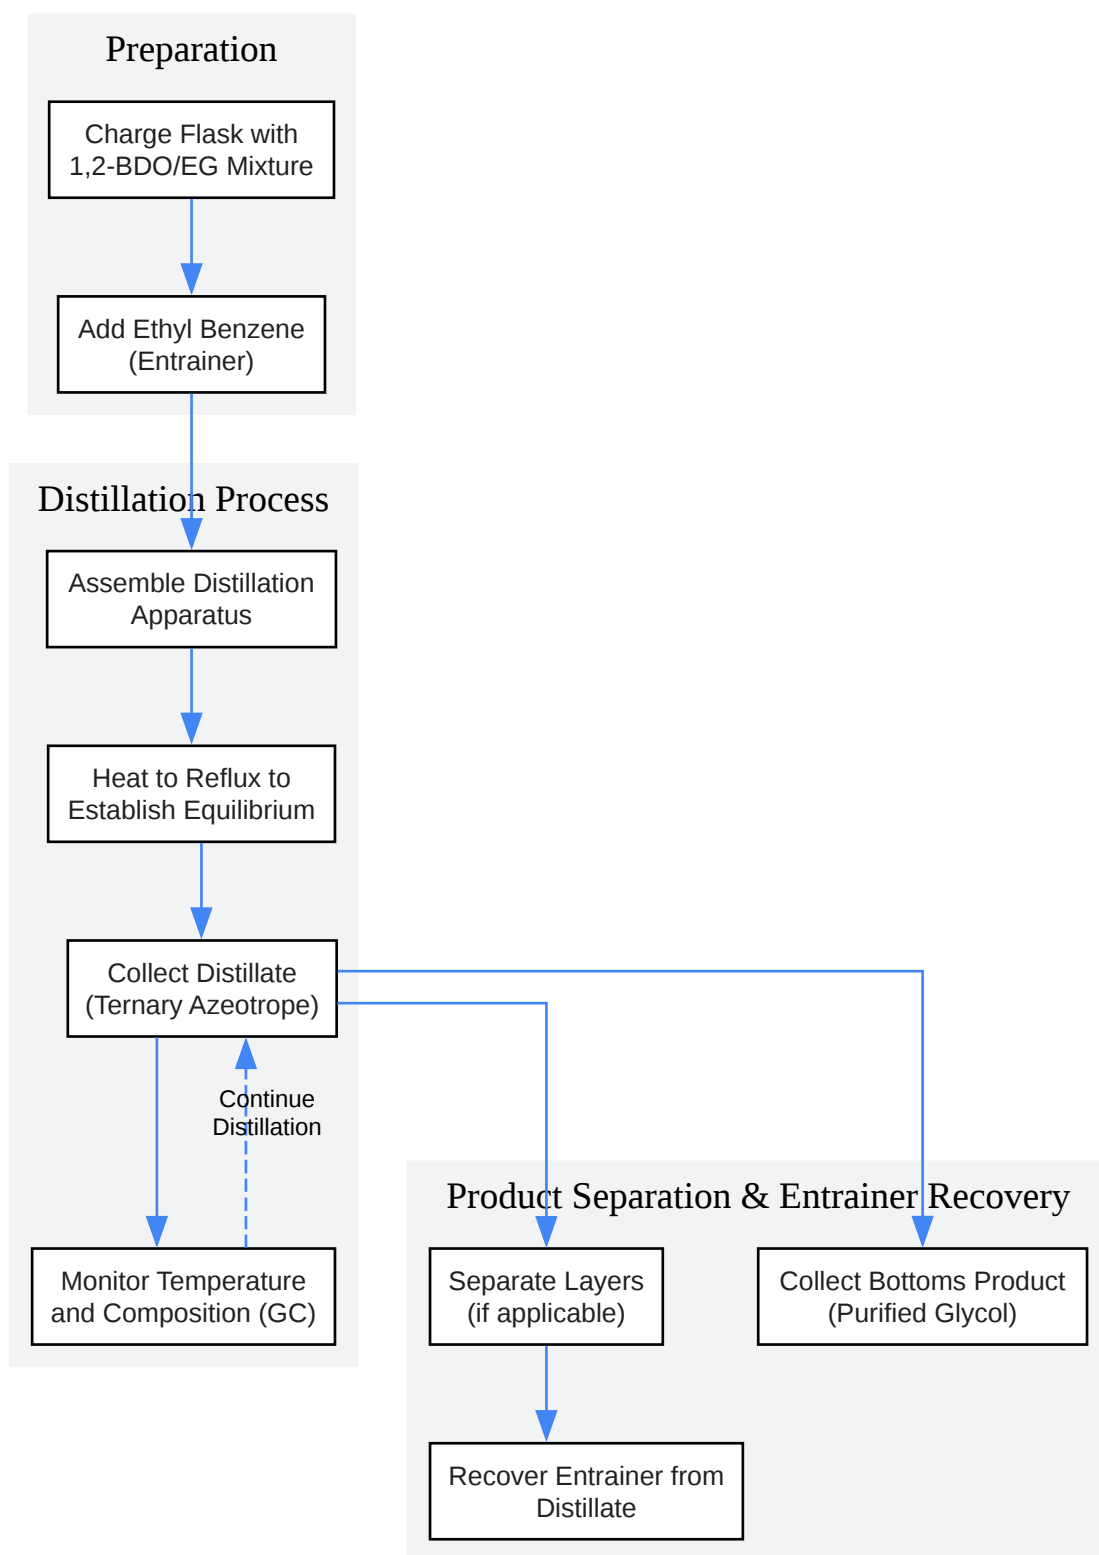 Preparation
Charge Flask with
1,2-BDO/EG Mixture
Add Ethyl Benzene
(Entrainer)
Distillation Process
Assemble Distillation
Apparatus
Heat to Reflux to
Establish Equilibrium
Collect Distillate
(Ternary Azeotrope)
Continue
Distillation
Monitor Temperature
and Composition (GC)
Product Separation & Entrainer Recovery
Separate Layers
(if applicable)
Collect Bottoms Product
(Purified Glycol)
Recover Entrainer from
Distillate